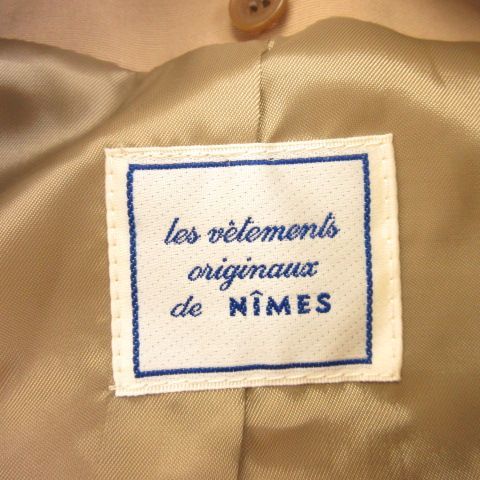 les vêtements
originaux
de NÎMES